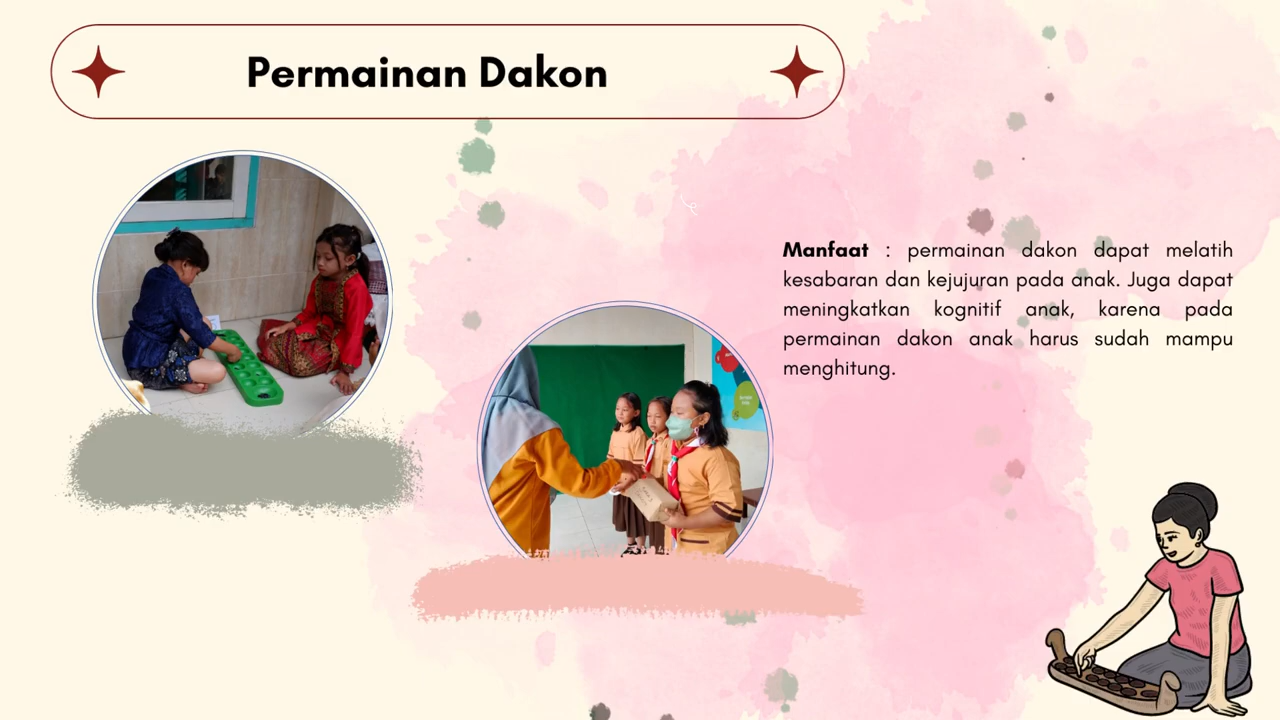 Permainan Dakon
Manfaat : permainan dakon dapat melatih
kesabaran dan kejujuran pada anak. Juga dapat
meningkatkan kognitif anak, karena pada
permainan dakon anak harus sudah mampu
menghitung.